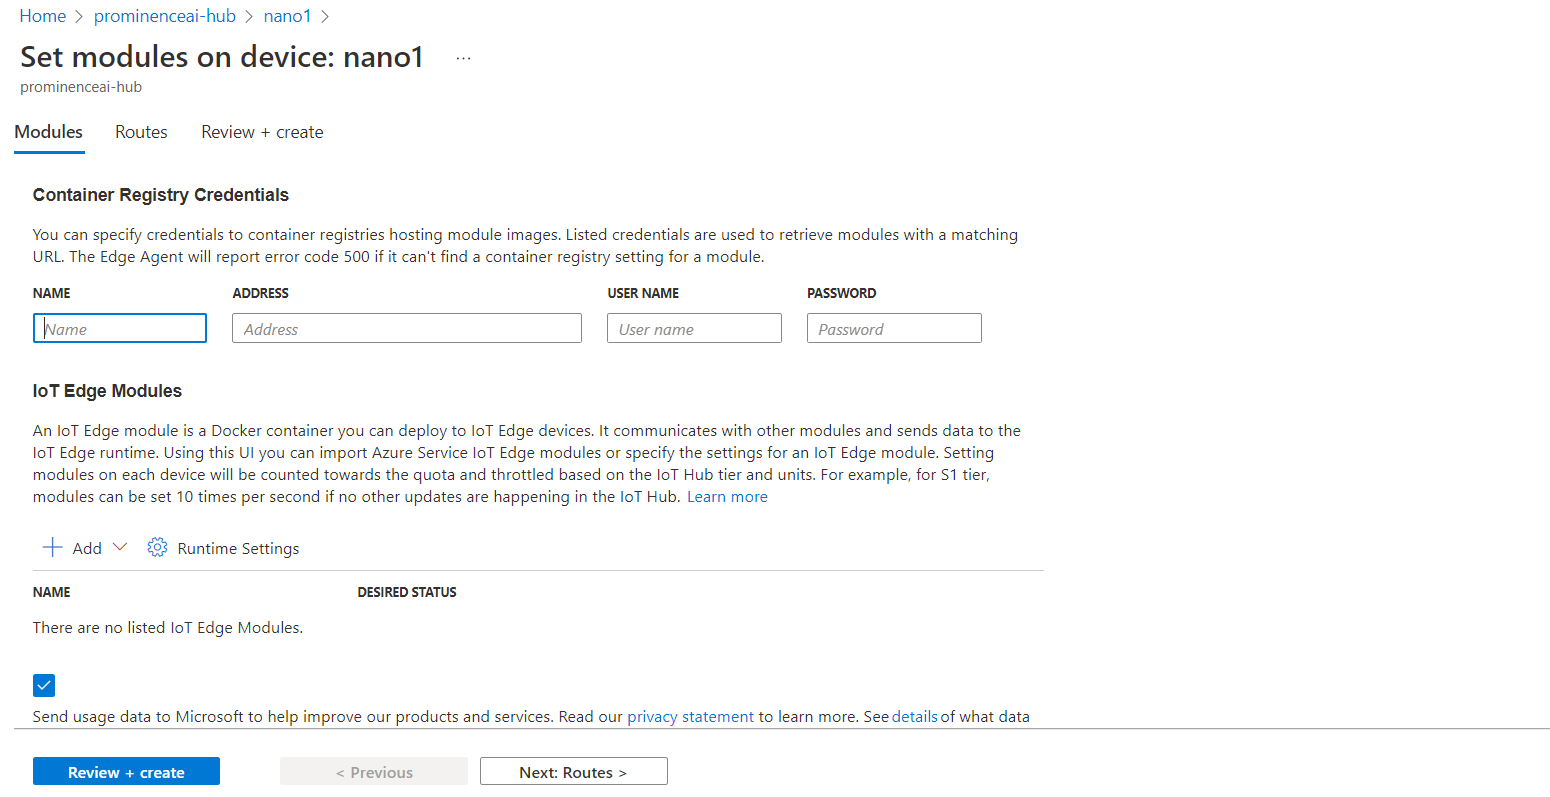 Home > prominenceai-hub > nano1 >
Set modules on device: nano1 ...
prominenceai-hub
Modules Routes Review + create
Container Registry Credentials
You can specify credentials to container registries hosting module images. Listed credentials are used to retrieve modules with a matching
URL. The Edge Agent will report error code 500 if it can't find a container registry setting for a module.
NAME ADDRESS USER NAME PASSWORD
Name Address User name Password
IoT Edge Modules
An IoT Edge module is a Docker container you can deploy to IoT Edge devices. It communicates with other modules and sends data to the
IoT Edge runtime. Using this UI you can import Azure Service IoT Edge modules or specify the settings for an IoT Edge module. Setting
modules on each device will be counted towards the quota and throttled based on the IoT Hub tier and units. For example, for S1 tier,
modules can be set 10 times per second if no other updates are happening in the IoT Hub. Learn more
Add Runtime Settings
NAME DESIRED STATUS
There are no listed IoT Edge Modules.
Send usage data to Microsoft to help improve our products and services. Read our privacy statement to learn more. See details of what data
Review + create < Previous Next: Routes >